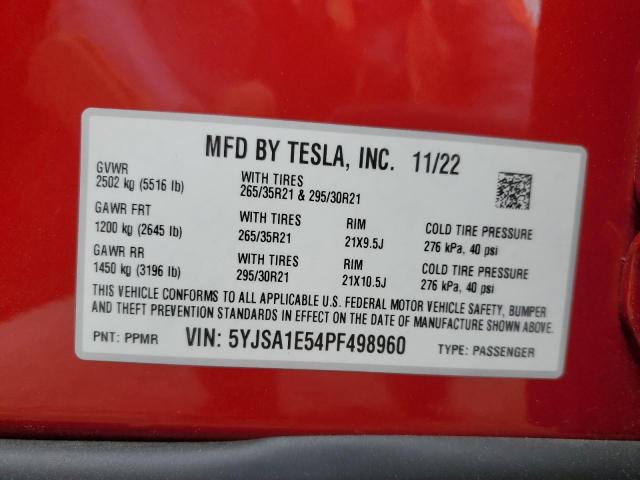 MFD BY TESLA, INC. 11/22
GVWR
2502 kg (5516 lb)
WITH TIRES
265/35R21 & 295/30R21
GAWR FRT
1200 kg (2645 lb)
WITH TIRES
265/35R21
RIM
21X9.5J
COLD TIRE PRESSURE
276 kPa, 40 psi
GAWR RR
1450 kg (3196 lb)
WITH TIRES
295/30R21
RIM
21X10.5J
COLD TIRE PRESSURE
276 kPa, 40 psi
THIS VEHICLE CONFORMS TO ALL APPLICABLE U.S. FEDERAL MOTOR VEHICLE SAFETY, BUMPER
AND THEFT PREVENTION STANDARDS IN EFFECT ON THE DATE OF MANUFACTURE SHOWN ABOVE.
PNT: PPMR VIN: 5YJSA1E54PF498960 TYPE: PASSENGER